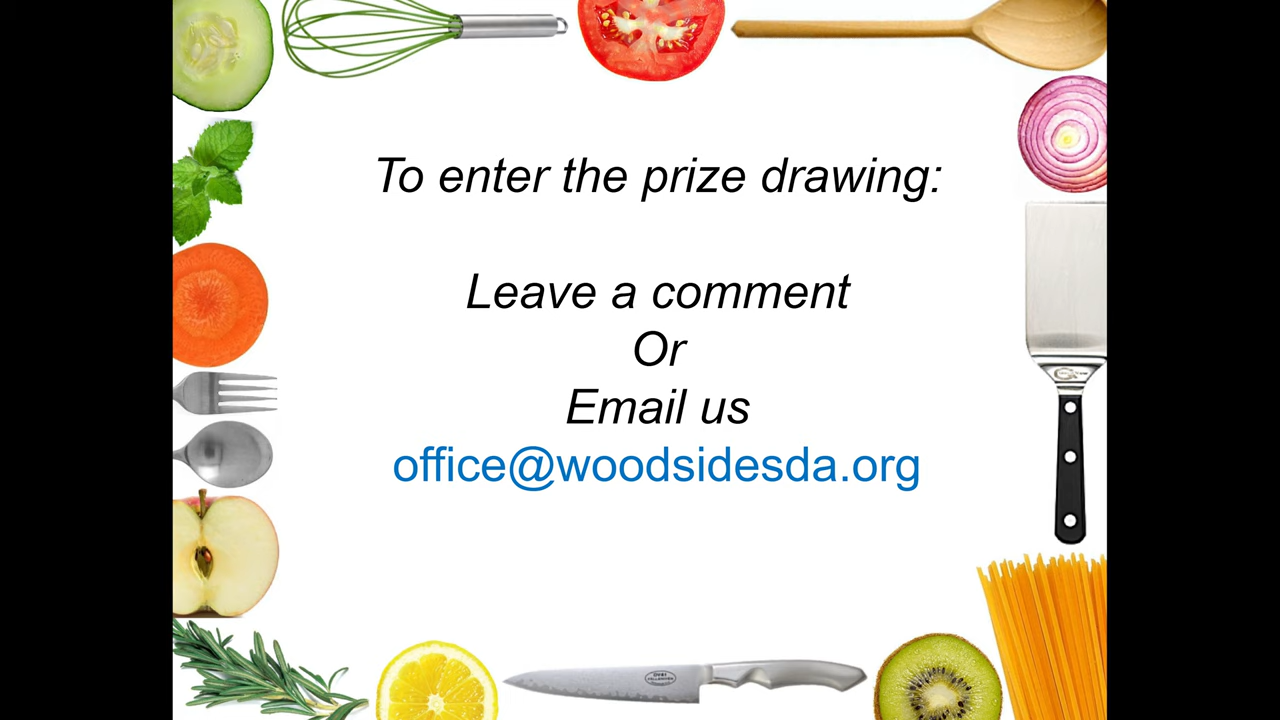 To enter the prize drawing:
Leave a comment
Or
Email us
office@woodsidesda.org